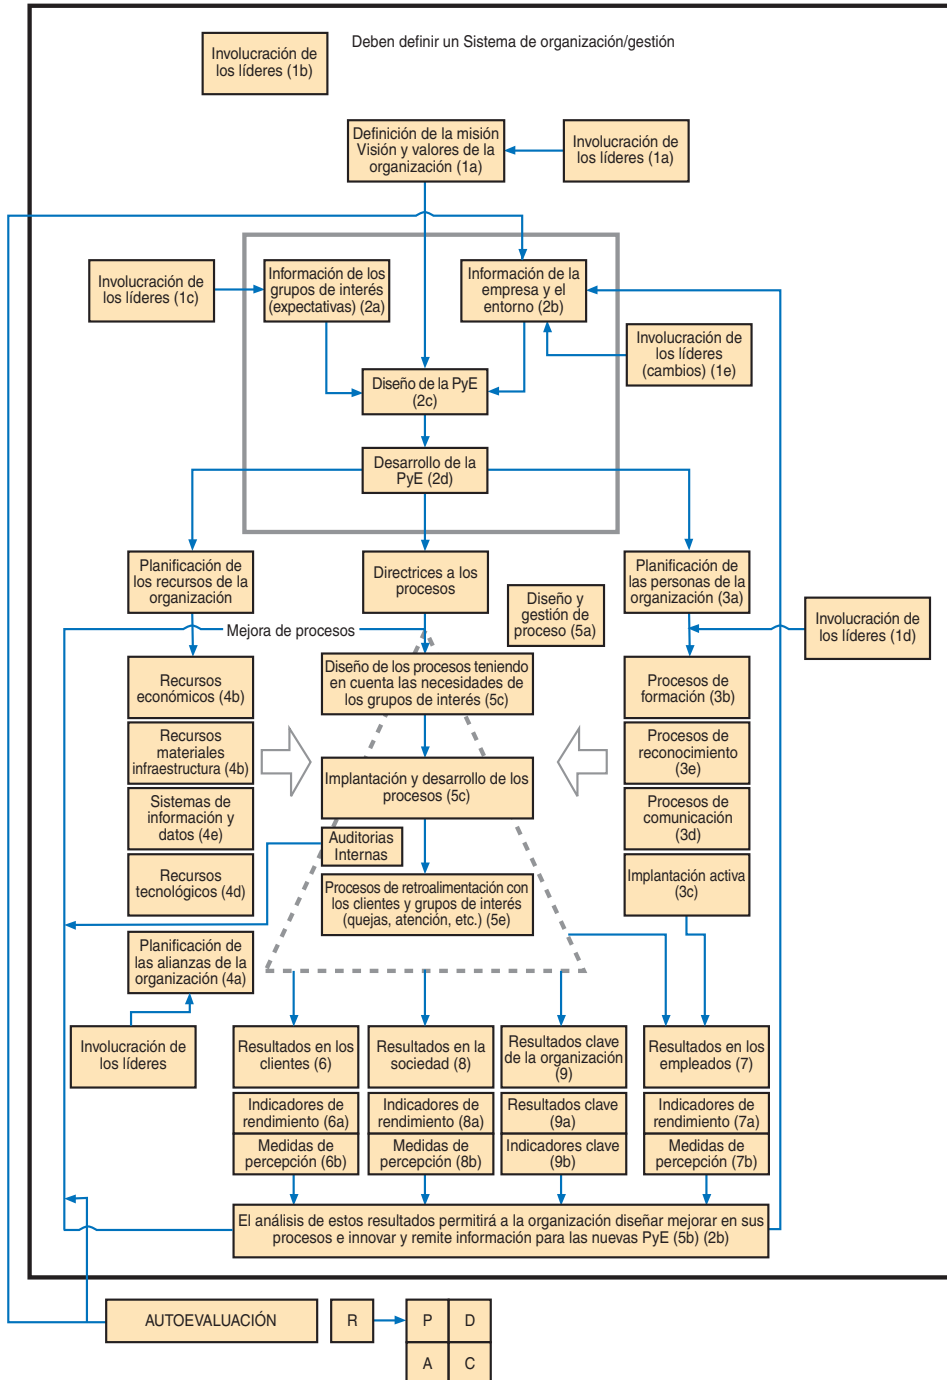 Deben definir un Sistema de organización/gestión
Involucración de
los líderes (1b)
Definición de la misión
Visión y valores de la
organización (1a)
Involucración de
los líderes (1a)
Involucración de
los líderes (1c)
Información de los
grupos de interés
(expectativas) (2a)
Información de la
empresa y el
entorno (2b)
Involucración de
los líderes
(cambios) (1e)
Diseño de la PyE
(2c)
Desarrollo de la
PyE (2d)
Planificación de
los recursos de la
organización
Directrices a los
procesos
Diseño y
gestión de
proceso (5a)
Planificación de
las personas de la
organización (3a)
Involucración de
los líderes (1d)
Mejora de procesos
Diseño de los procesos teniendo
en cuenta las necesidades de
los grupos de interés (5c)
Recursos
económicos (4b)
Procesos de
formación (3b)
Recursos
materiales
infraestructura (4b)
Procesos de
reconocimiento
(3e)
Implantación y desarrollo de los
procesos (5c)
Sistemas de
información y
datos (4e)
Procesos de
comunicación
(3d)
Auditorias
Internas
Recursos
tecnológicos (4d)
Procesos de retroalimentación con
los clientes y grupos de interés
(quejas, atención, etc.) (5e)
Implantación activa
(3c)
Planificación de
las alianzas de la
organización (4a)
Involucración de
los líderes
Resultados en los
clientes (6)
Resultados en la
sociedad (8)
Resultados clave
de la organización
(9)
Resultados en los
empleados (7)
Indicadores de
rendimiento (6a)
Indicadores de
rendimiento (8a)
Resultados clave
(9a)
Indicadores de
rendimiento (7a)
Medidas de
percepción (6b)
Medidas de
percepción (8b)
Indicadores clave
(9b)
Medidas de
percepción (7b)
El análisis de estos resultados permitirá a la organización diseñar mejorar en sus
procesos e innovar y remite información para las nuevas PyE (5b) (2b)
AUTOEVALUACIÓN
R
P
D
A
C